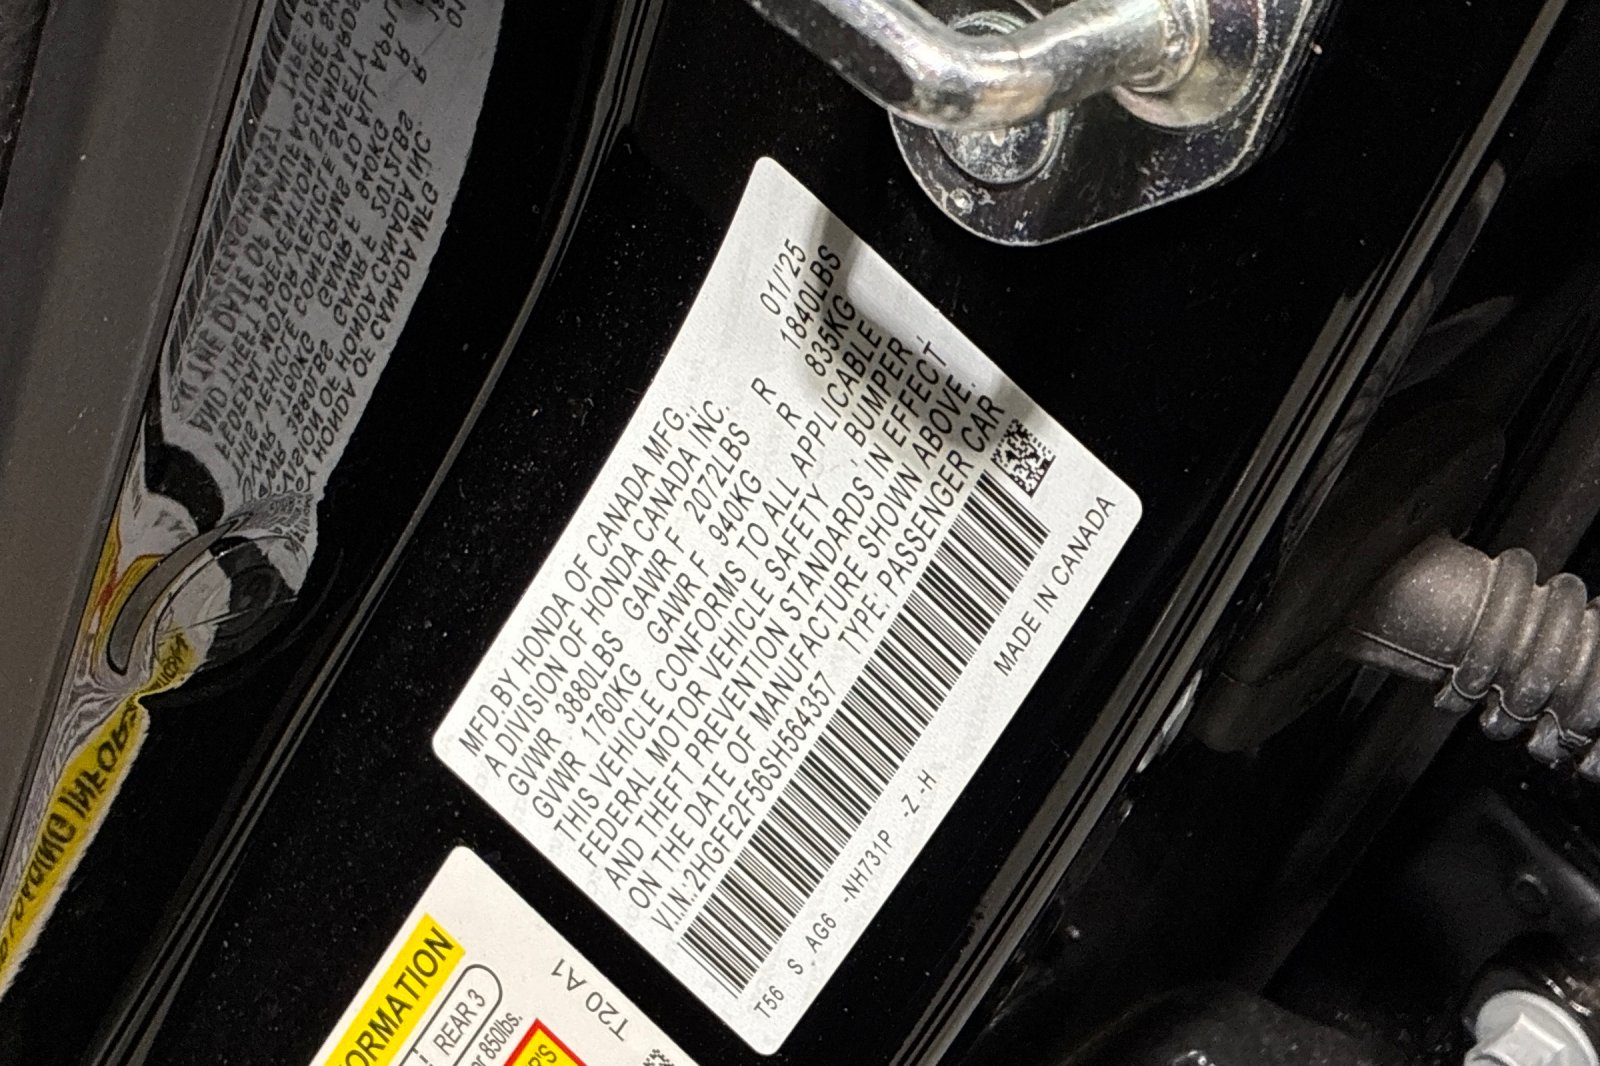 MFD.BY HONDA OF CANADA MFG., 01/'25
A DIVISION OF HONDA CANADA INC.
GVWR 3880LBS GAWR F 2072LBS R 1840LBS
GVWR 1760KG GAWR F 940KG R 835KG
THIS VEHICLE CONFORMS TO ALL APPLICABLE
FEDERAL MOTOR VEHICLE SAFETY, BUMPER,
AND THEFT PREVENTION STANDARDS IN EFFECT
ON THE DATE OF MANUFACTURE SHOWN ABOVE.
V.I.N.:2HGFE2F56SH564357 TYPE:PASSENGER CAR
T56 S AG6 -NH731P -Z -H
MADE IN CANADA
ORMATION
REAR 3
or 850lbs.
R'S
T20 A1